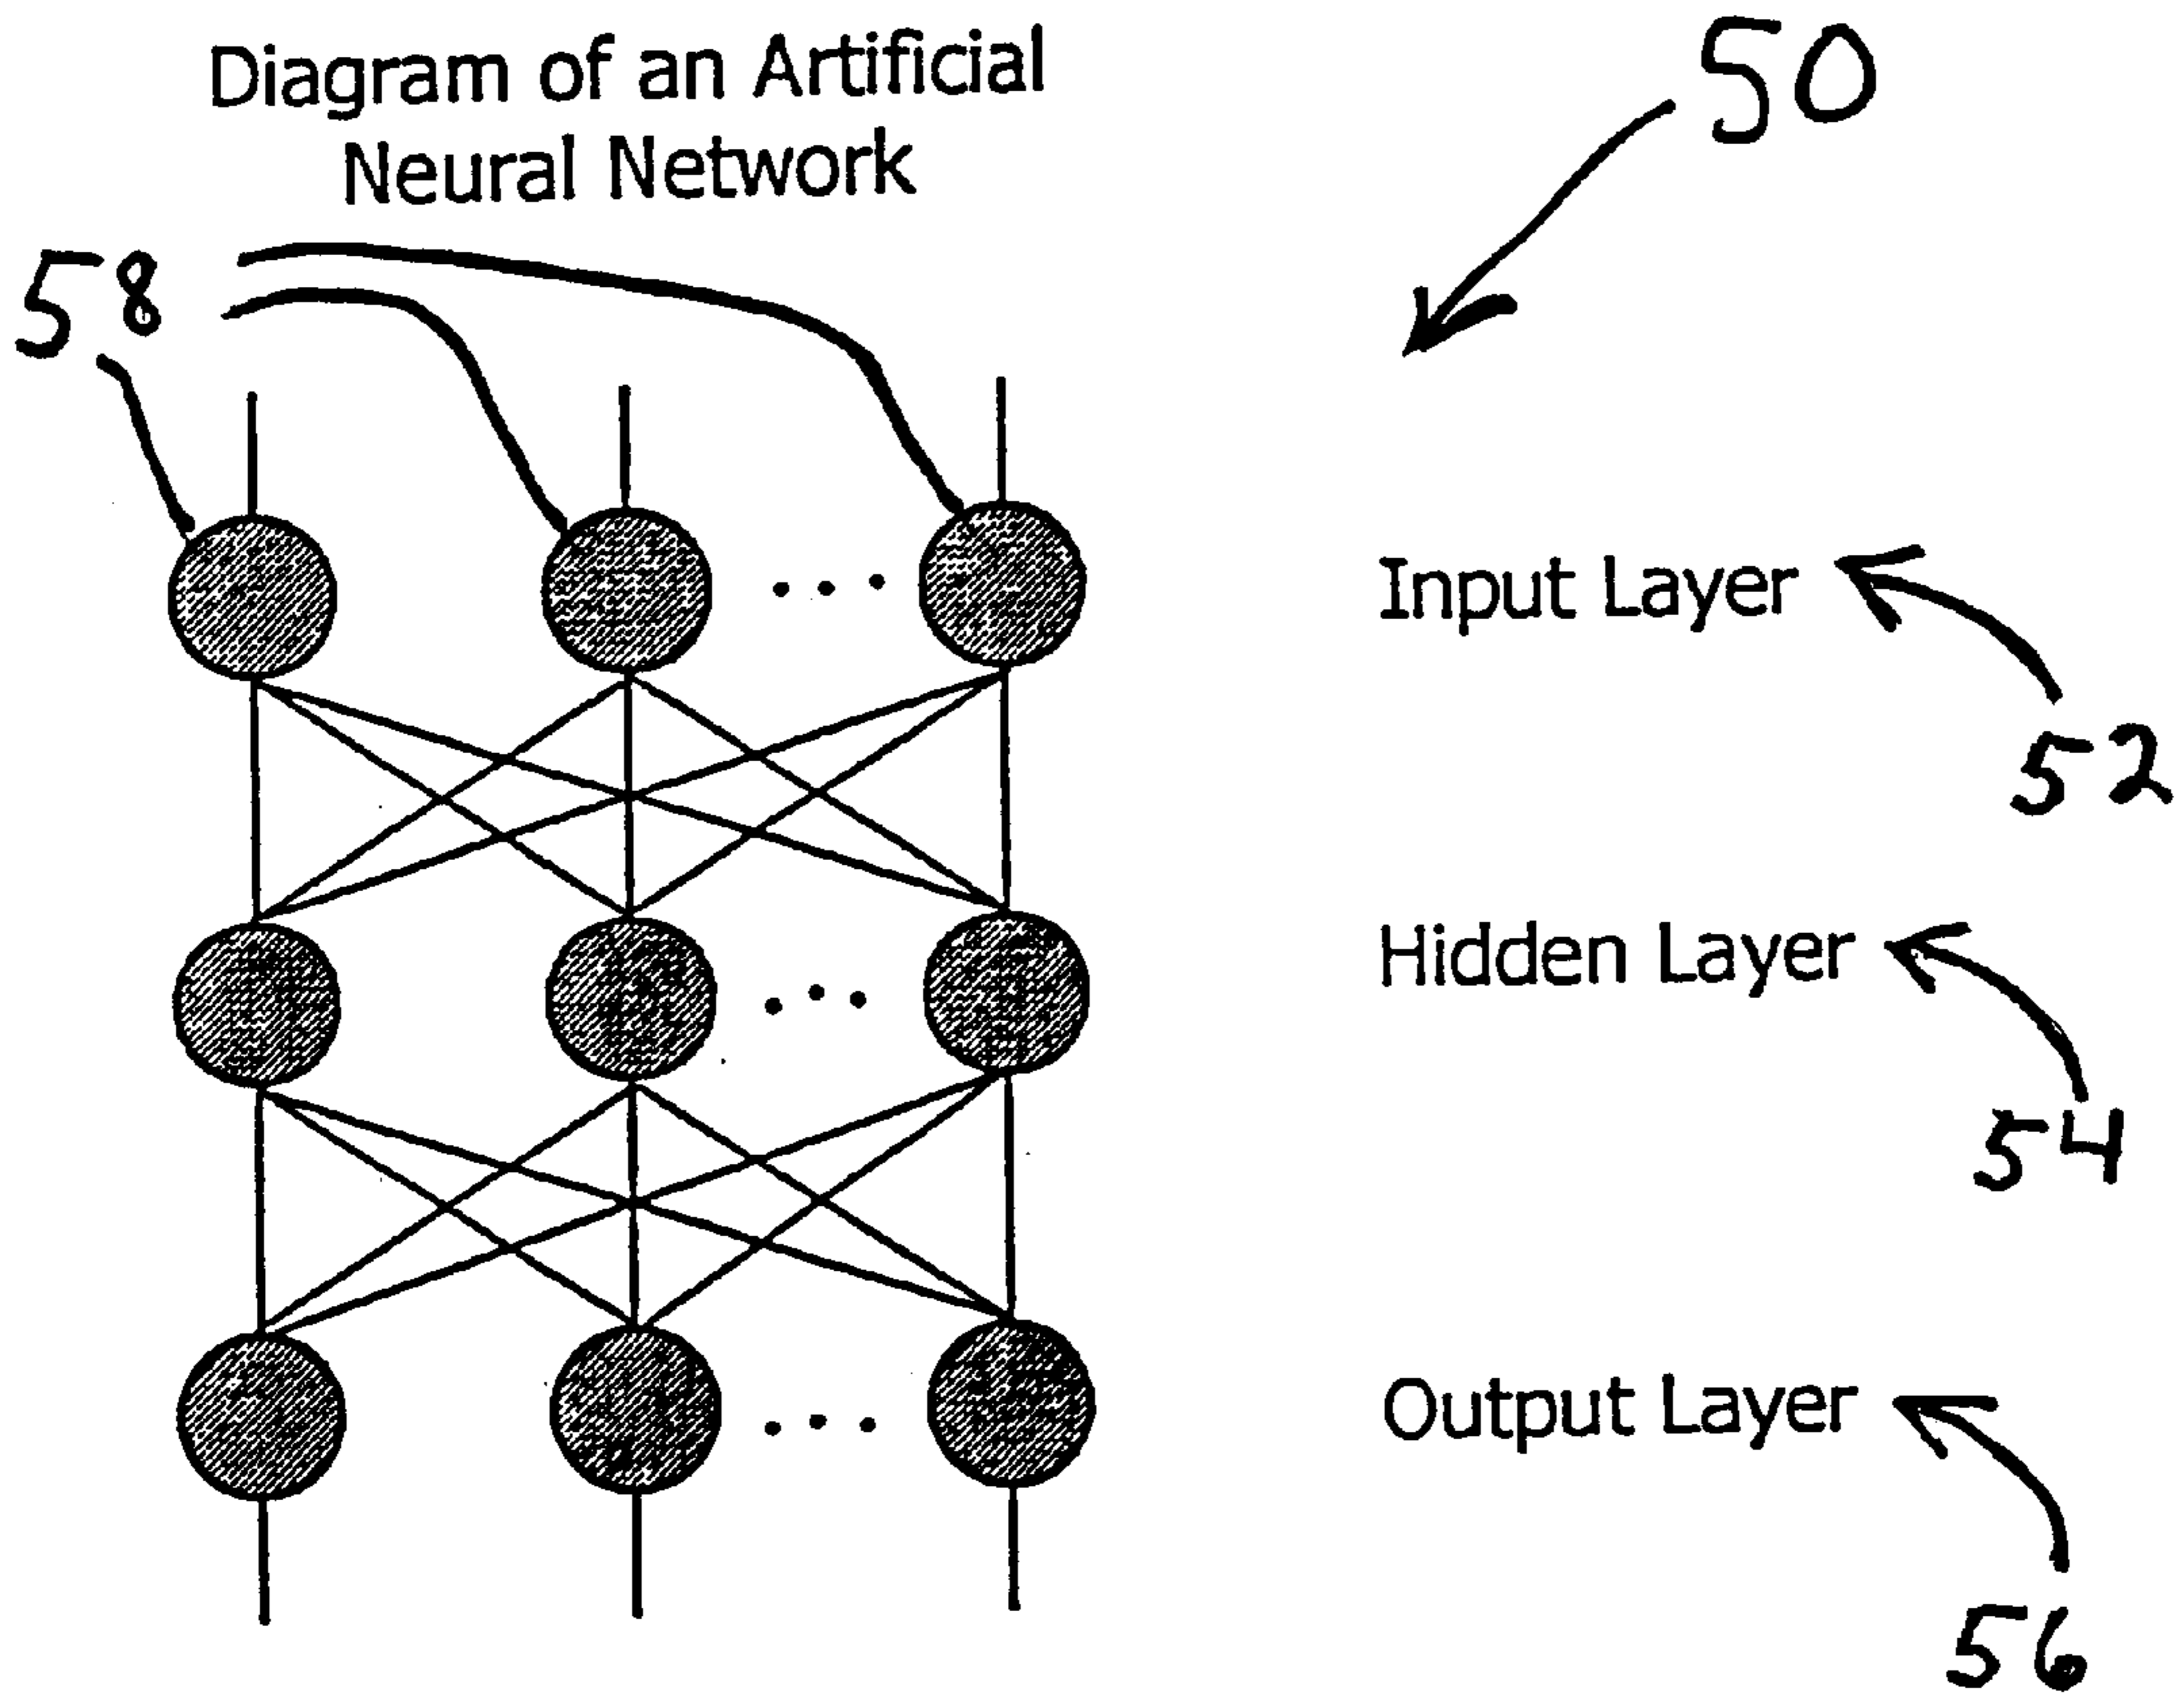 Diagram of an Artificial
Neural Network
50
58
Input Layer
52
Hidden Layer
54
Output Layer
56